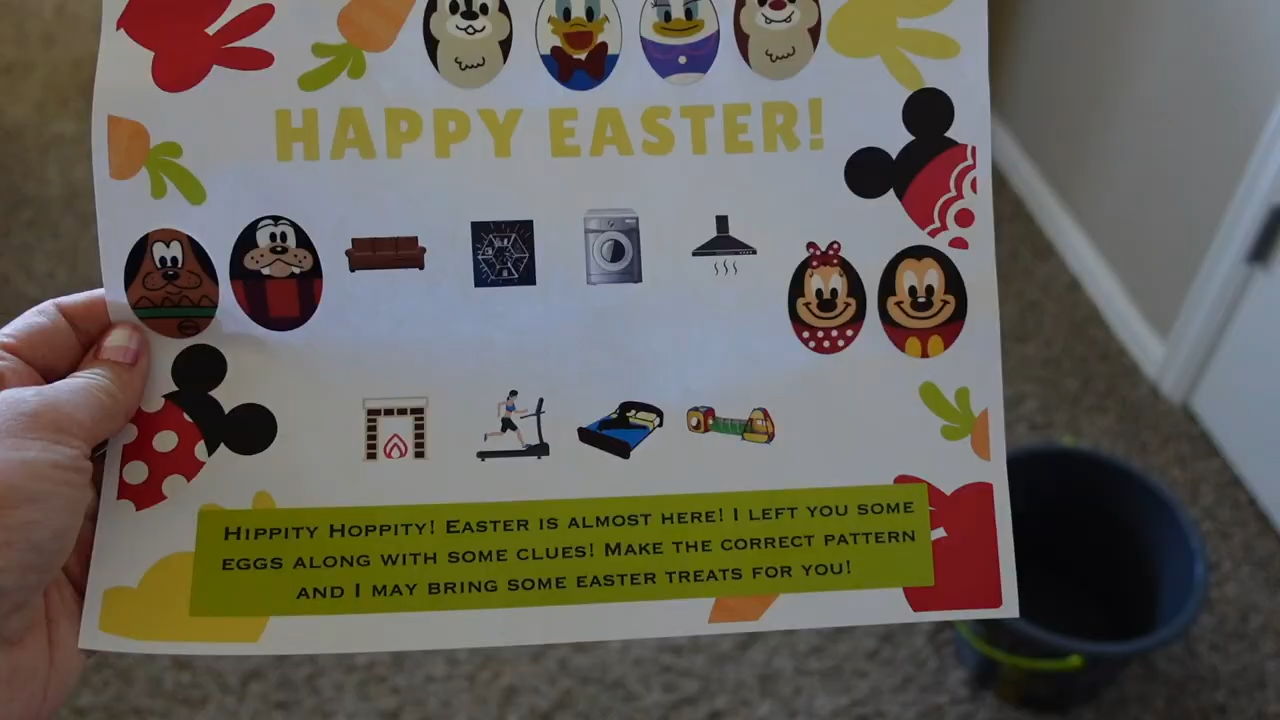 HAPPY EASTER!
HIPPITY HOPPITY! EASTER IS ALMOST HERE! I LEFT YOU SOME
EGGS ALONG WITH SOME CLUES! MAKE THE CORRECT PATTERN
AND I MAY BRING SOME EASTER TREATS FOR YOU!